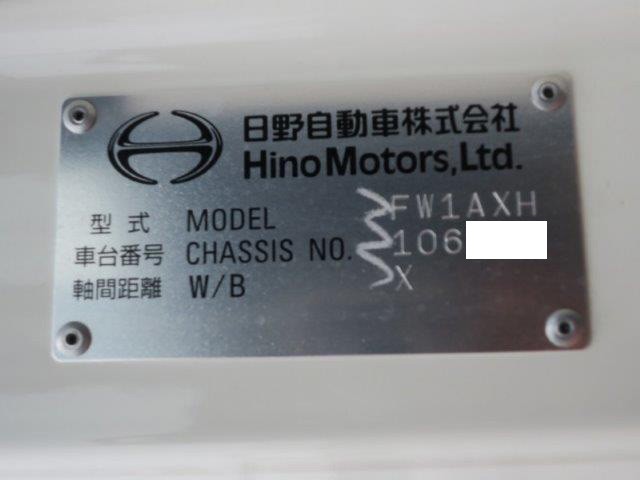 日野自動車株式会社
Hino Motors, Ltd.
型式 MODEL FW1AXH
車台番号 CHASSIS NO. 106
軸間距離 W/B X